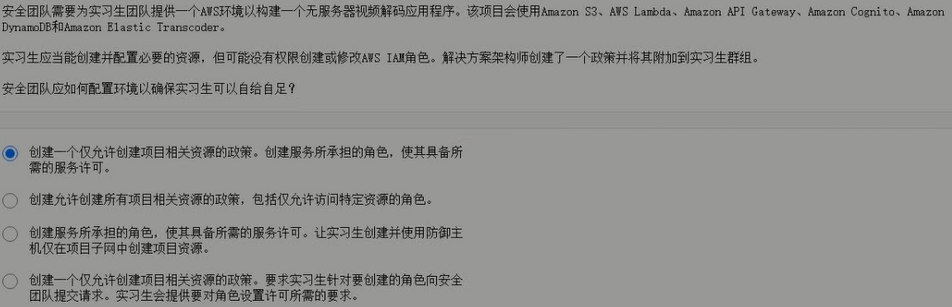 安全团队需要为实习生团队提供一个AWS环境以构建一个无服务器视频解码应用程序。该项目会使用Amazon S3、AWS Lambda、Amazon API Gateway、Amazon Cognito、Amazon
DynamoDB和Amazon Elastic Transcoder。
实习生应当能创建并配置必要的资源，但可能没有权限创建或修改AWS IAM角色。解决方案架构师创建了一个政策并将其附加到实习生群组。
安全团队应如何配置环境以确保实习生可以自给自足？
创建一个仅允许创建项目相关资源的政策。创建服务所承担的角色，使其具备所
需的服务许可。
创建允许创建所有项目相关资源的政策，包括仅允许访问特定资源的角色。
创建服务所承担的角色，使其具备所需的服务许可。让实习生创建并使用防御主
机仅在项目子网中创建项目资源。
创建一个仅允许创建项目相关资源的政策。要求实习生针对要创建的角色向安全
团队提交请求。实习生会提供要对角色设置许可所需的要求。